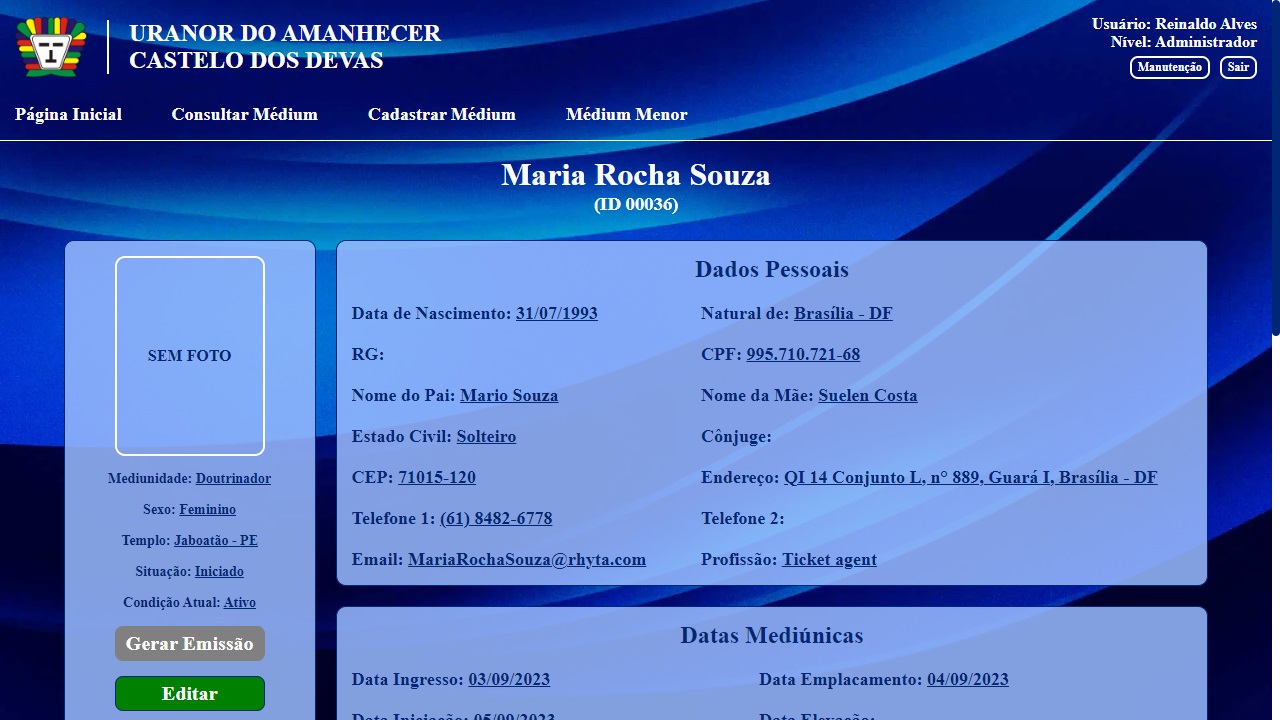 URANOR DO AMANHECER
CASTELO DOS DEVAS
Usuário: Reinaldo Alves
Nível: Administrador
Manutenção Sair
Página Inicial Consultar Médium Cadastrar Médium Médium Menor
Maria Rocha Souza
(ID 00036)
SEM FOTO
Mediunidade: Doutrinador
Sexo: Feminino
Templo: Jaboatão - PE
Situação: Iniciado
Condição Atual: Ativo
Gerar Emissão
Editar
Dados Pessoais
Data de Nascimento: 31/07/1993 Natural de: Brasília - DF
RG: CPF: 995.710.721-68
Nome do Pai: Mario Souza Nome da Mãe: Suelen Costa
Estado Civil: Solteiro Cônjuge:
CEP: 71015-120 Endereço: QI 14 Conjunto L, n° 889, Guará I, Brasília - DF
Telefone 1: (61) 8482-6778 Telefone 2:
Email: MariaRochaSouza@rhyta.com Profissão: Ticket agent
Datas Mediúnicas
Data Ingresso: 03/09/2023 Data Emplacamento: 04/09/2023
Data Iniciação: 05/09/2023 Data Elevação: